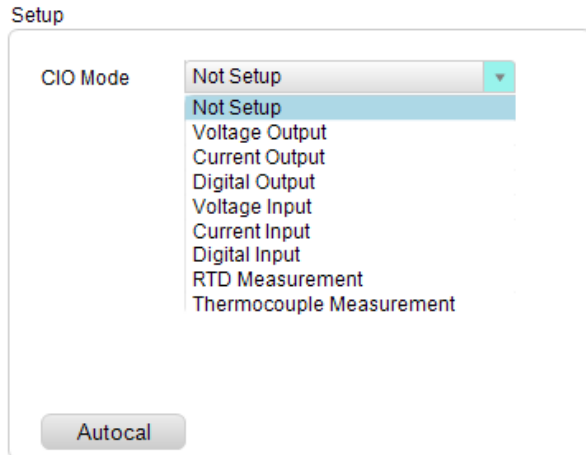 Setup
CIO Mode Not Setup
Not Setup
Voltage Output
Current Output
Digital Output
Voltage Input
Current Input
Digital Input
RTD Measurement
Thermocouple Measurement
Autocal